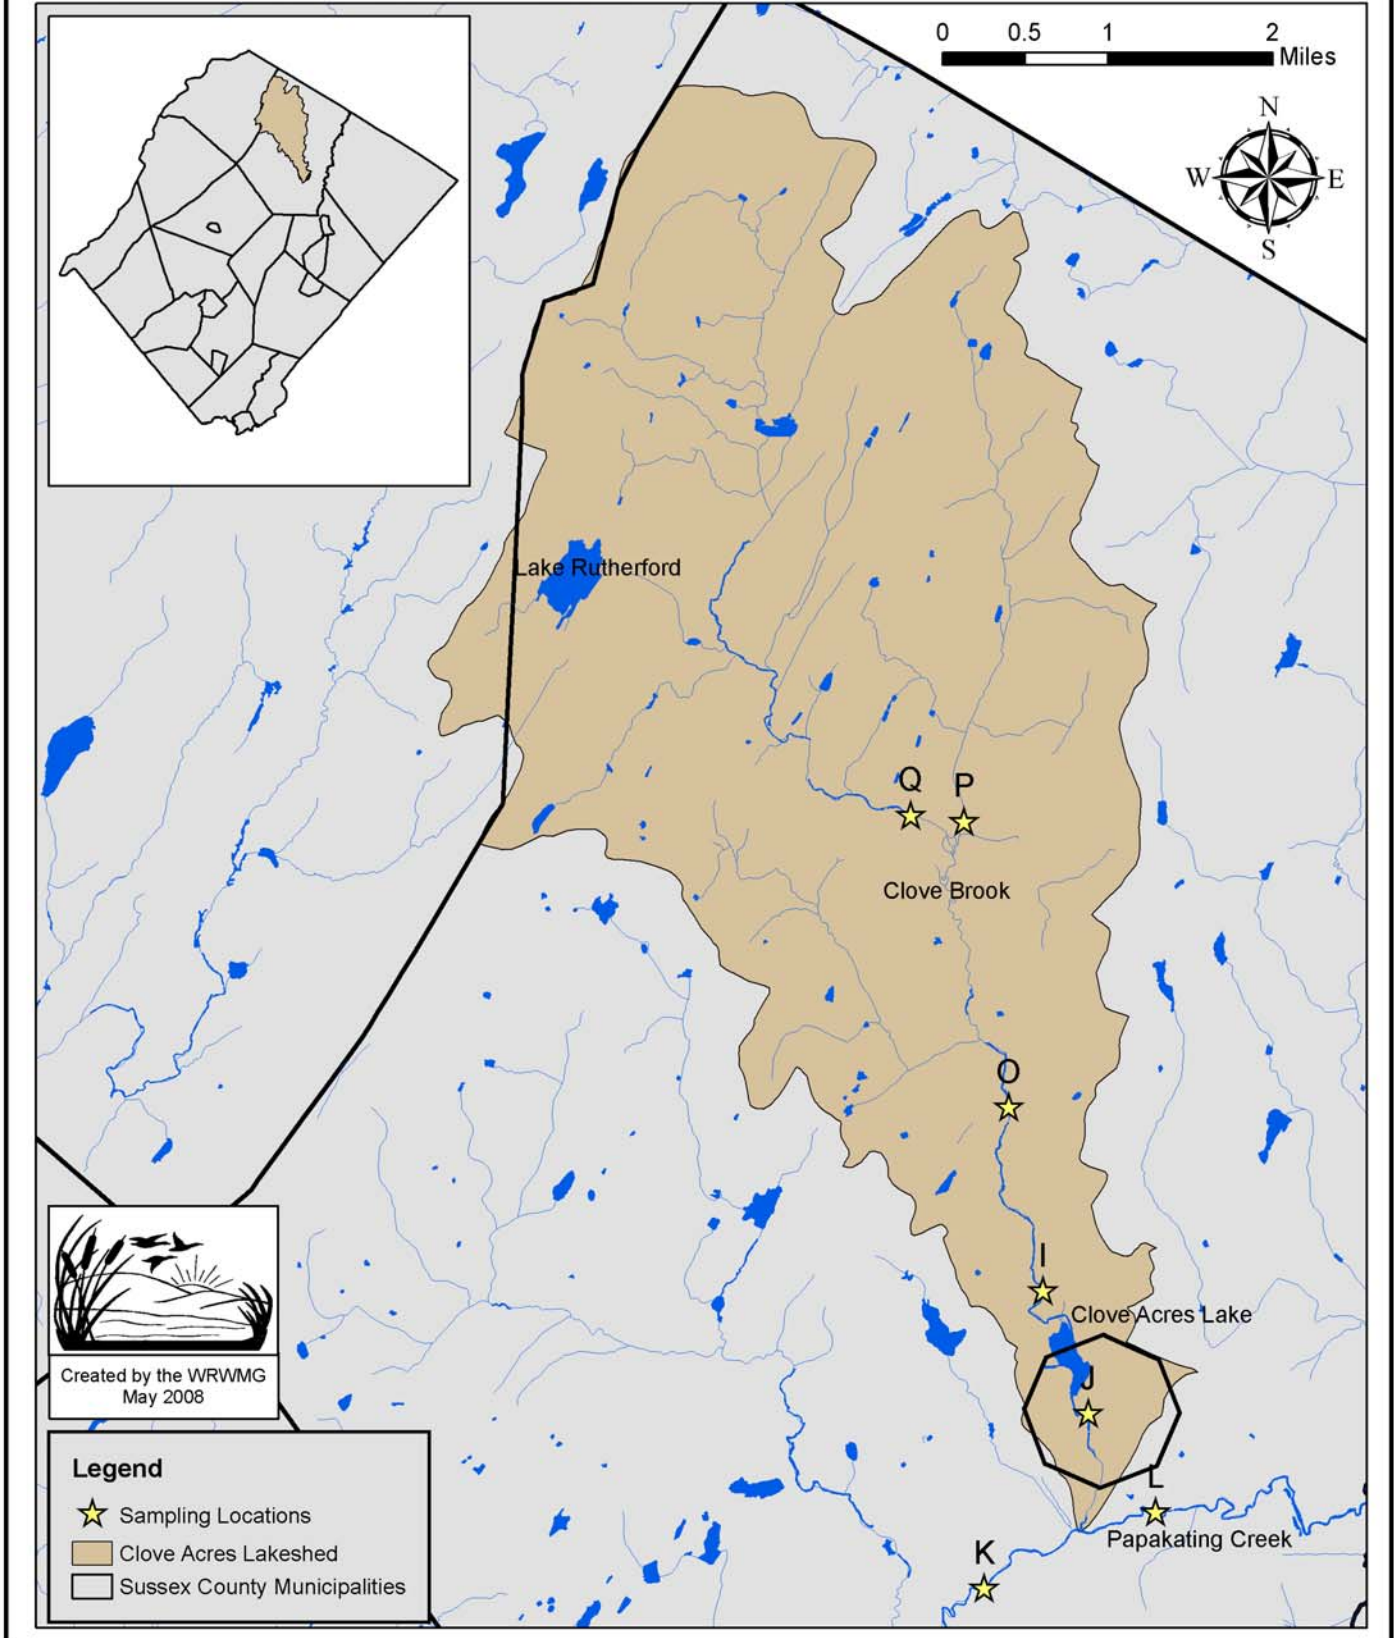 0 0.5 1 2
Miles
N
W E
S
Lake Rutherford
Q P
Clove Brook
O
I
Clove Acres Lake
J
L
Papakating Creek
K
Created by the WRWMG
May 2008
Legend
Sampling Locations
Clove Acres Lakeshed
Sussex County Municipalities